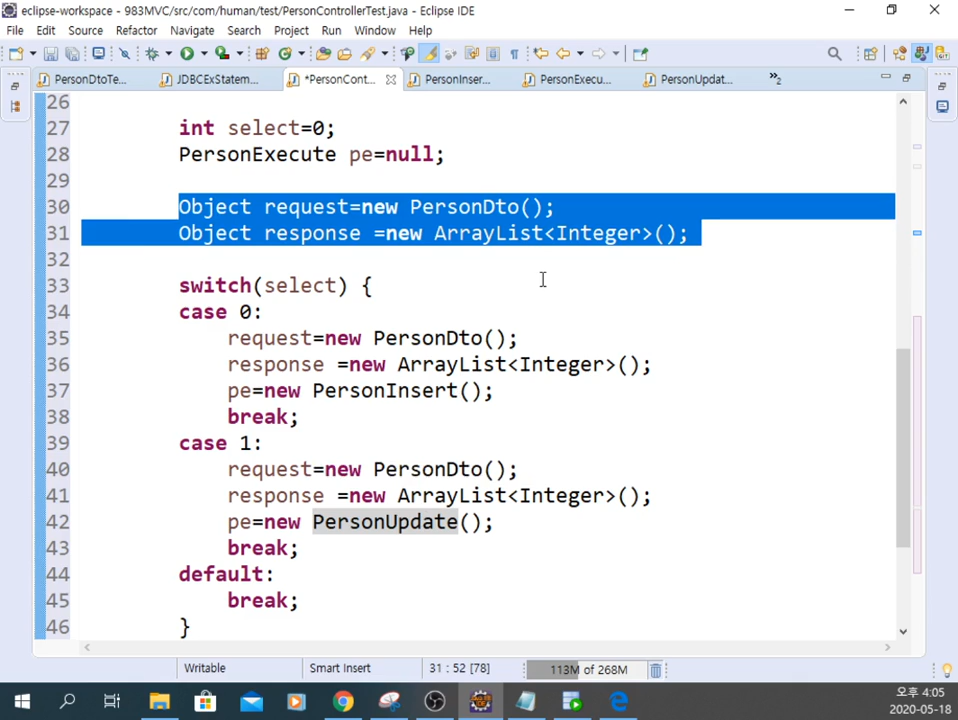 eclipse-workspace - 983MVC/src/com/human/test/PersonControllerTest.java - Eclipse IDE
File Edit Source Refactor Navigate Search Project Run Window Help
PersonDtoTe... JDBCExStatem... *PersonCont... PersonInser... PersonExecu... PersonUpdat... »2
26
27 int select=0;
28 PersonExecute pe=null;
29
30 Object request=new PersonDto();
31 Object response =new ArrayList<Integer>();
32
33 switch(select) {
34 case 0:
35 request=new PersonDto();
36 response =new ArrayList<Integer>();
37 pe=new PersonInsert();
38 break;
39 case 1:
40 request=new PersonDto();
41 response =new ArrayList<Integer>();
42 pe=new PersonUpdate();
43 break;
44 default:
45 break;
46 }
Writable Smart Insert 31 : 52 [78] 113M of 268M
오후 4:05
2020-05-18